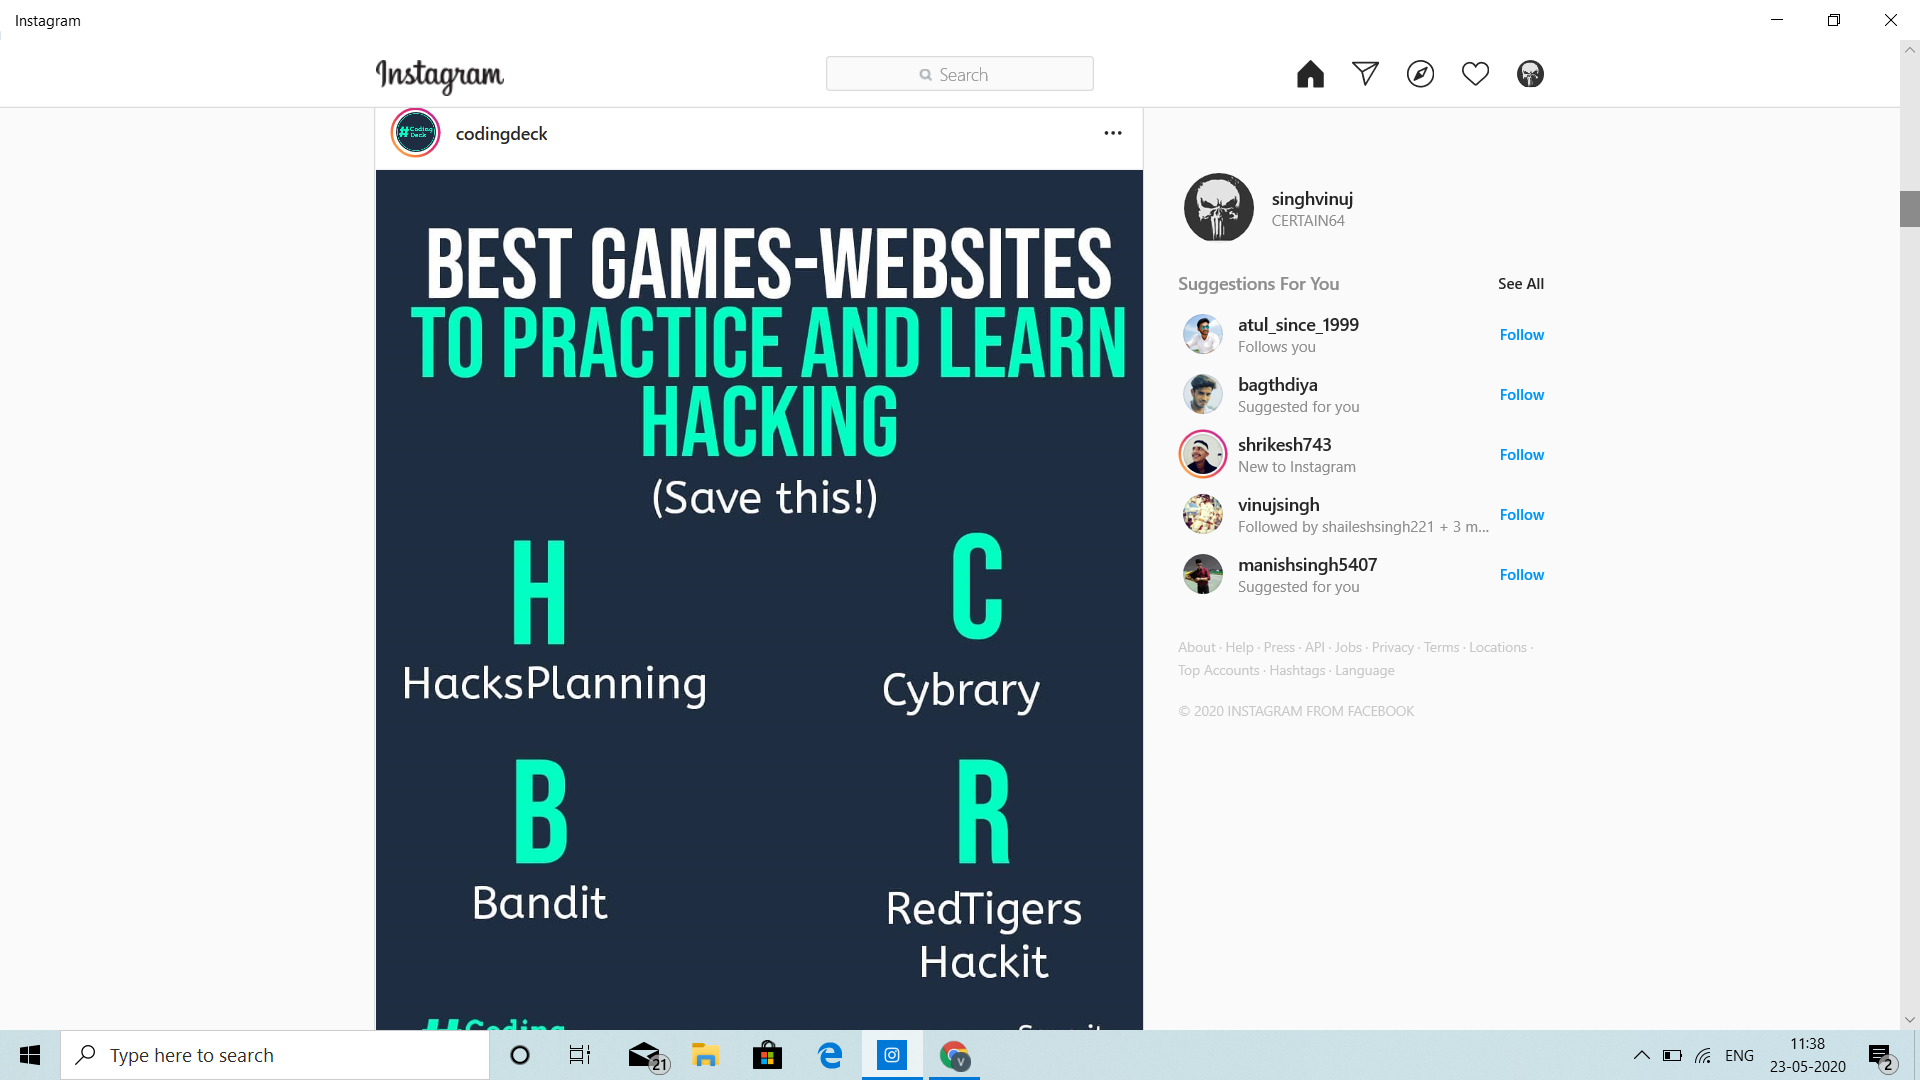 Instagram
Instagram
Search
codingdeck
BEST GAMES-WEBSITES
TO PRACTICE AND LEARN
HACKING
(Save this!)
H
C
HacksPlanning
Cybrary
B
R
Bandit
RedTigers
Hackit
#Coding
Deck
singhvinuj
CERTAIN64
Suggestions For You
See All
atul_since_1999
Follows you
Follow
bagthdiya
Suggested for you
Follow
shrikesh743
New to Instagram
Follow
vinujsingh
Followed by shaileshsingh221 + 3 m...
Follow
manishsingh5407
Suggested for you
Follow
About · Help · Press · API · Jobs · Privacy · Terms · Locations ·
Top Accounts · Hashtags · Language
© 2020 INSTAGRAM FROM FACEBOOK
Type here to search
21
V
ENG
11:38
23-05-2020
2